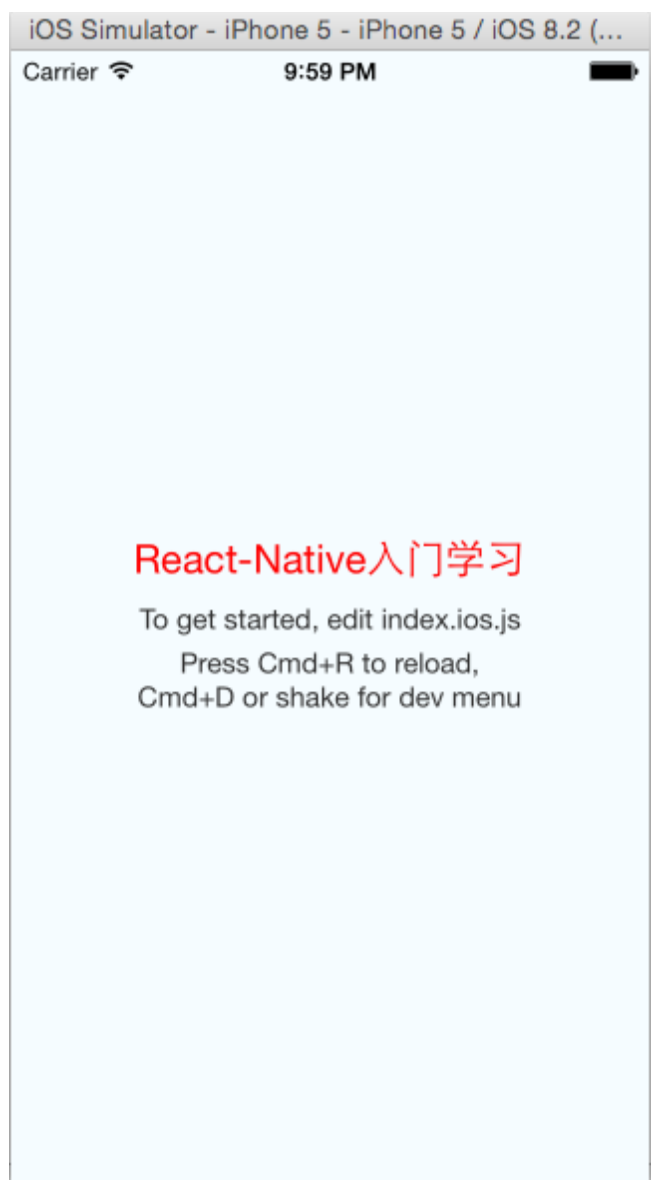 iOS Simulator - iPhone 5 - iPhone 5 / iOS 8.2 (...
Carrier 9:59 PM
React-Native入门学习
To get started, edit index.ios.js
Press Cmd+R to reload,
Cmd+D or shake for dev menu